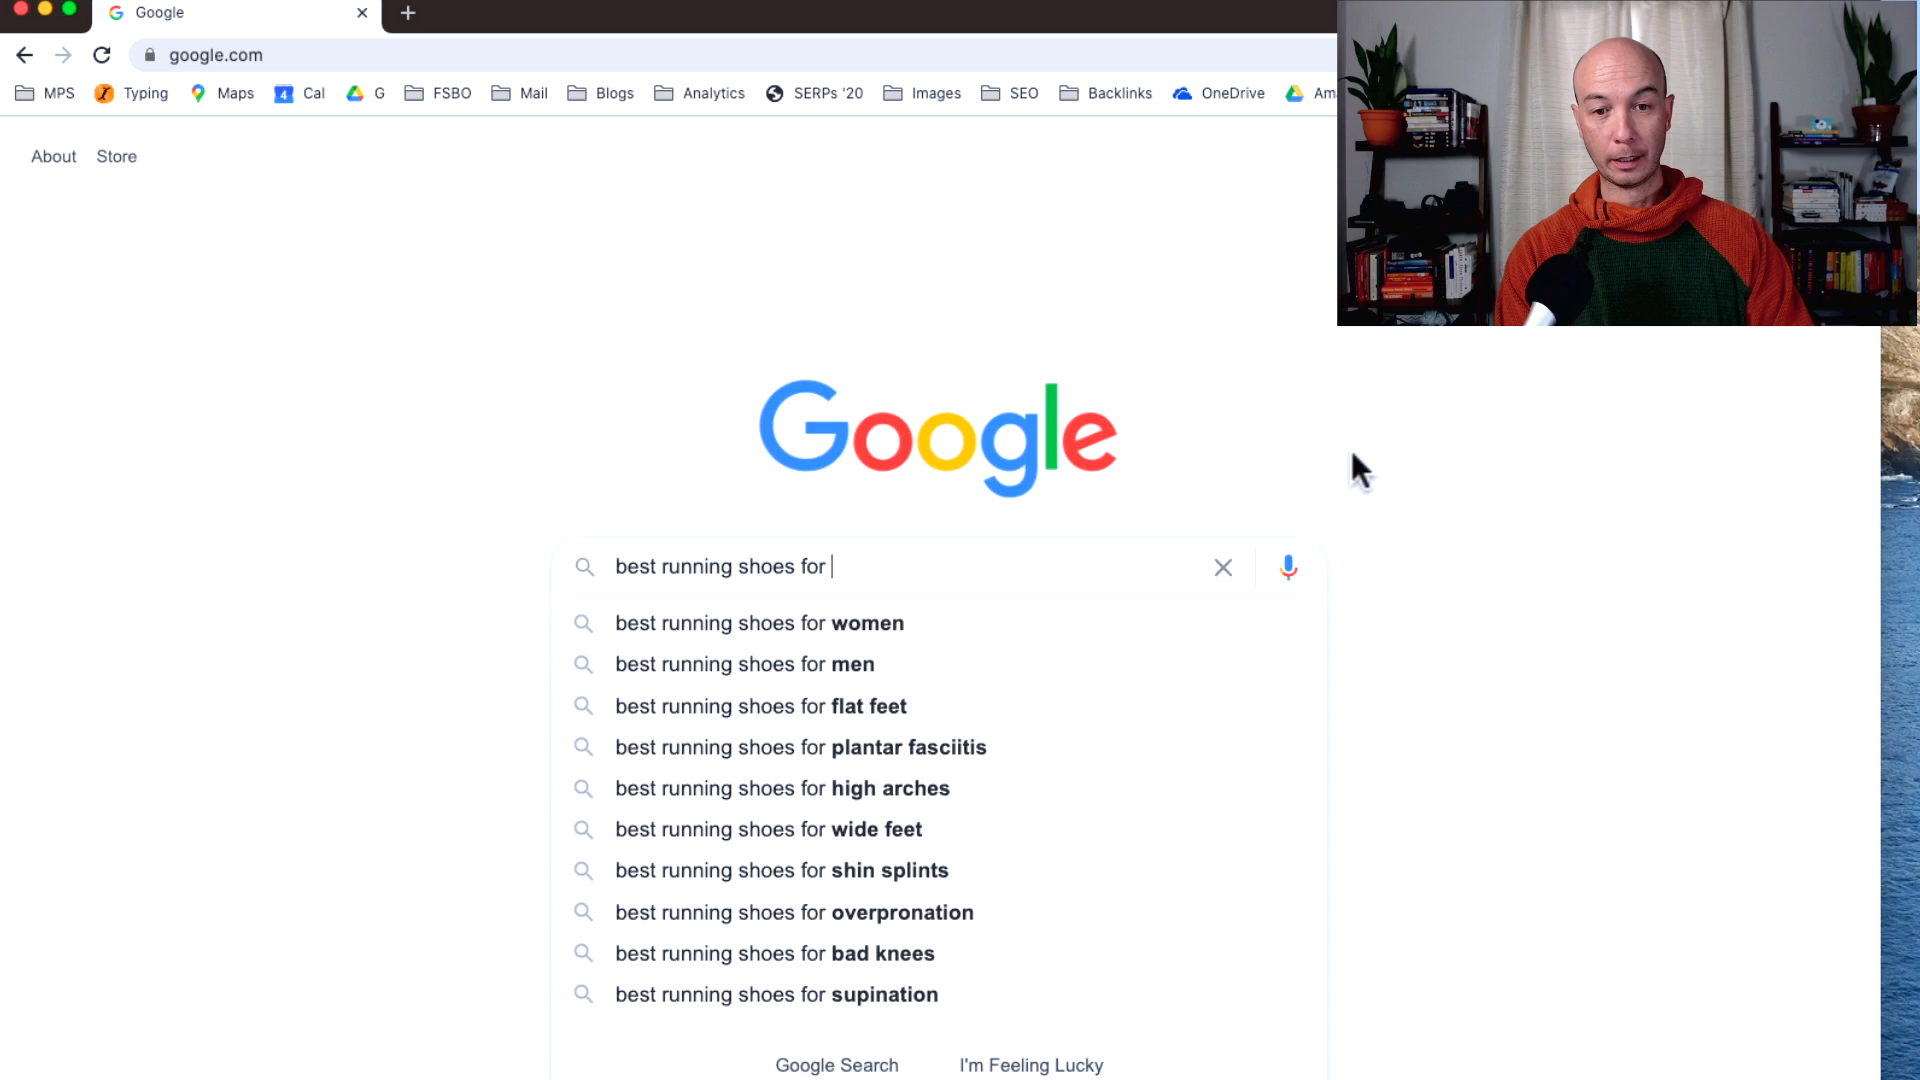 Google
google.com
MPS Typing Maps Cal G FSBO Mail Blogs Analytics SERPs '20 Images SEO Backlinks OneDrive Am
About Store
Google
best running shoes for
best running shoes for women
best running shoes for men
best running shoes for flat feet
best running shoes for plantar fasciitis
best running shoes for high arches
best running shoes for wide feet
best running shoes for shin splints
best running shoes for overpronation
best running shoes for bad knees
best running shoes for supination
Google Search I'm Feeling Lucky